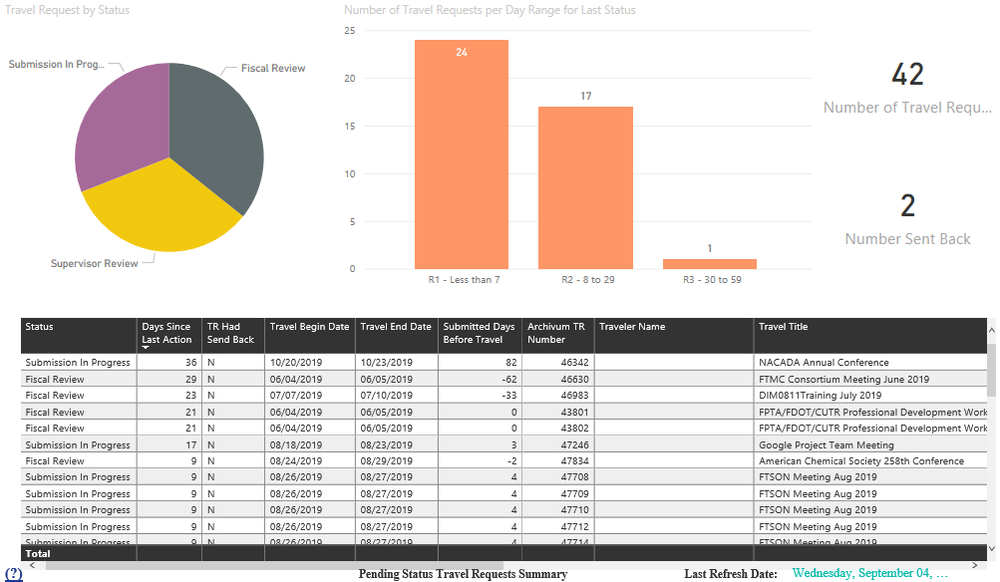 Travel Request by Status
Number of Travel Requests per Day Range for Last Status
Submission In Prog...
Fiscal Review
Supervisor Review
25
20
15
10
5
0
24
17
1
R1 - Less than 7
R2 - 8 to 29
R3 - 30 to 59
42
Number of Travel Requ...
2
Number Sent Back
Status Days Since Last Action TR Had Send Back Travel Begin Date Travel End Date Submitted Days Before Travel Archivum TR Number Traveler Name Travel Title
Submission In Progress 36 N 10/20/2019 10/23/2019 82 46342 NACADA Annual Conference
Fiscal Review 29 N 06/04/2019 06/05/2019 -62 46630 FTMC Consortium Meeting June 2019
Fiscal Review 23 N 07/07/2019 07/10/2019 -33 46983 DIM0811Training July 2019
Fiscal Review 21 N 06/04/2019 06/05/2019 0 43801 FPTA/FDOT/CUTR Professional Development Work
Fiscal Review 21 N 06/04/2019 06/05/2019 0 43802 FPTA/FDOT/CUTR Professional Development Work
Submission In Progress 17 N 08/18/2019 08/23/2019 3 47246 Google Project Team Meeting
Fiscal Review 9 N 08/24/2019 08/29/2019 -2 47834 American Chemical Society 258th Conference
Submission In Progress 9 N 08/26/2019 08/27/2019 4 47708 FTSON Meeting Aug 2019
Submission In Progress 9 N 08/26/2019 08/27/2019 4 47709 FTSON Meeting Aug 2019
Submission In Progress 9 N 08/26/2019 08/27/2019 4 47710 FTSON Meeting Aug 2019
Submission In Progress 9 N 08/26/2019 08/27/2019 4 47712 FTSON Meeting Aug 2019
Submission In Progress 9 N 08/26/2019 08/27/2019 4 47714 FTSON Meeting Aug 2019
Total
(?)
Pending Status Travel Requests Summary
Last Refresh Date: Wednesday, September 04, ...